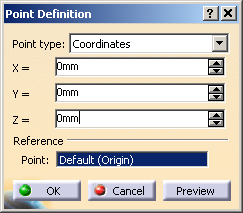 Point Definition ?
Point type: Coordinates
X = 0mm
Y = 0mm
Z = 0mm
Reference
Point: Default (Origin)
OK Cancel Preview